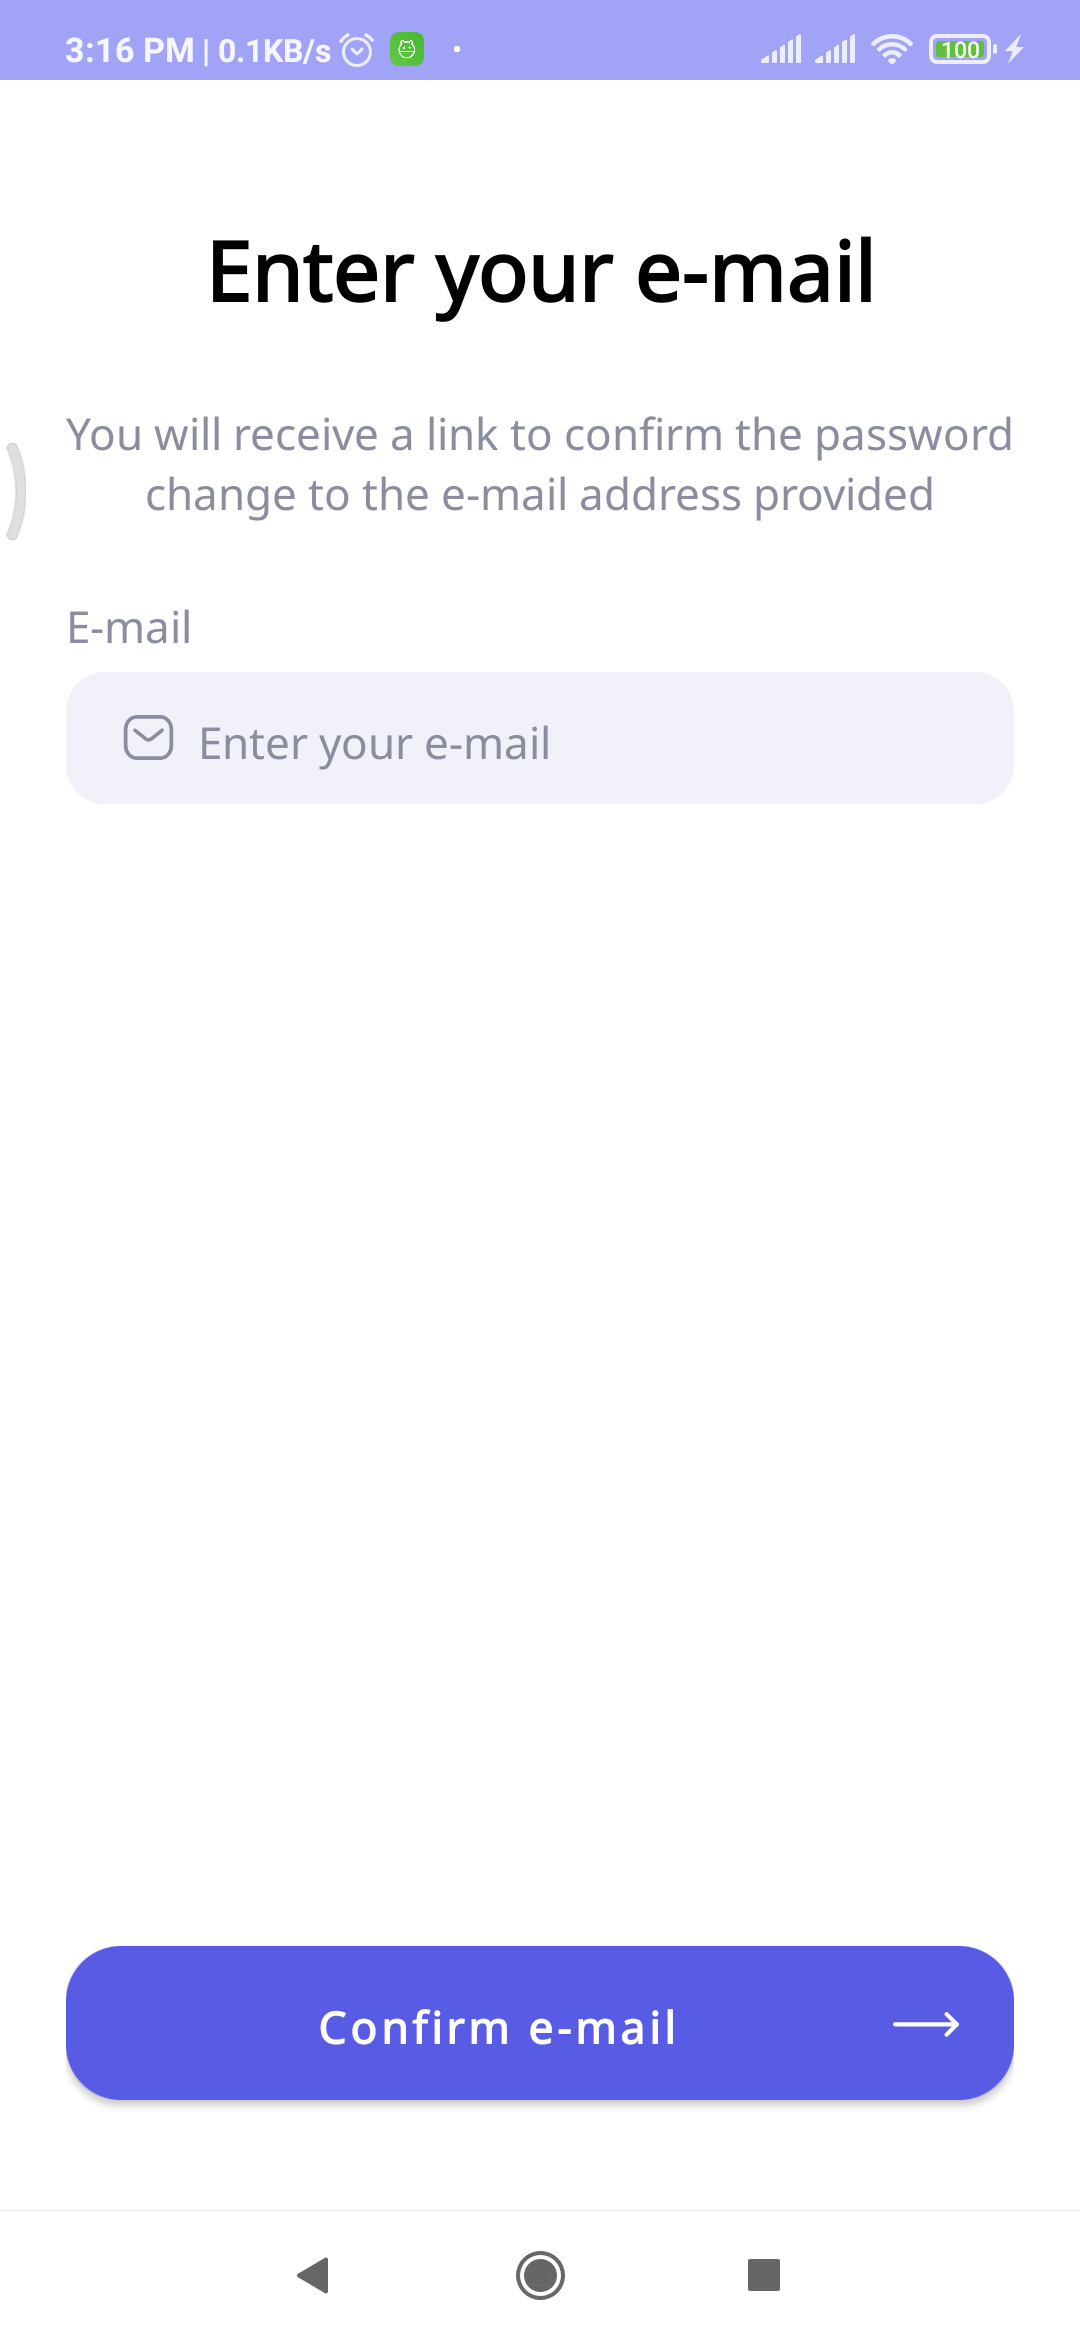 3:16 PM | 0.1KB/s
100
Enter your e-mail
You will receive a link to confirm the password
change to the e-mail address provided
E-mail
Enter your e-mail
Confirm e-mail